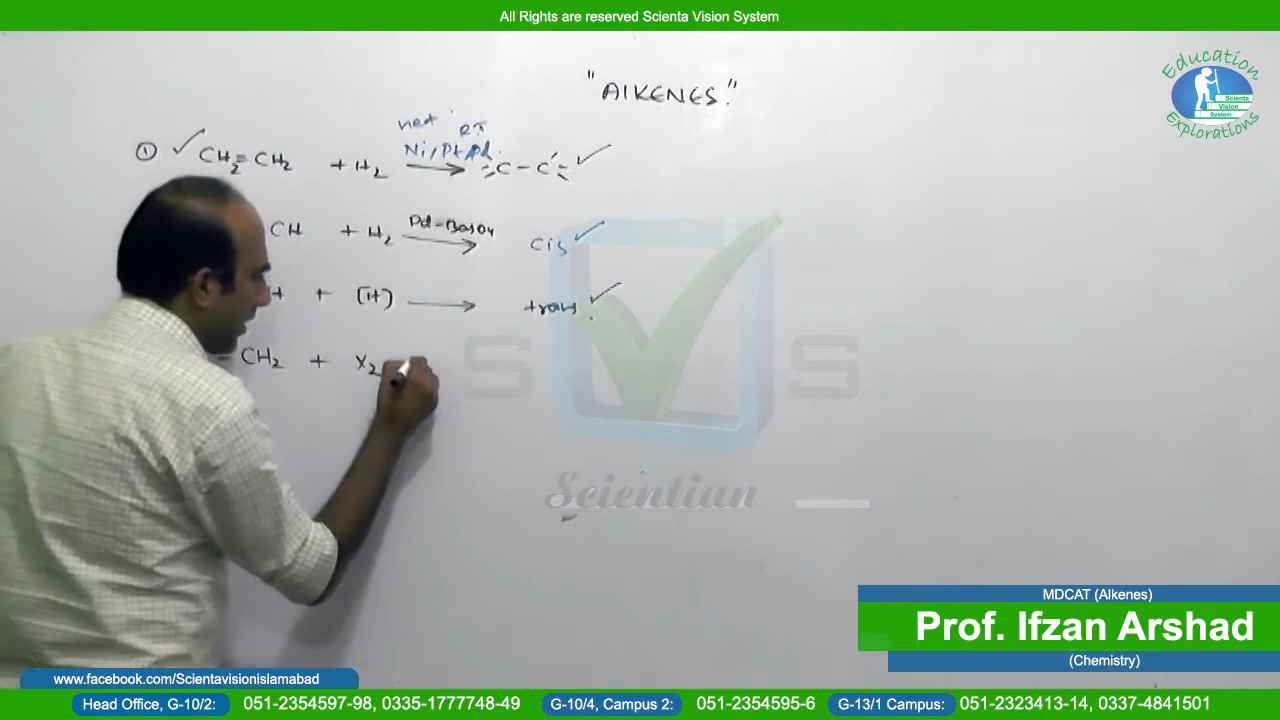 All Rights are reserved Scienta Vision System
Education
Scienta
Vision
System
Explorations
"AlKENES"
① ✓ CH₂=CH₂ + H₂ Ni/Pt/Pd → C - C ✓
CH + H₂ Pd-BaSO₄ → Cis ✓
+ [H] → trans ✓
CH₂ + X₂
S S
Scientian
MDCAT (Alkenes)
Prof. Ifzan Arshad
(Chemistry)
www.facebook.com/Scientavisionislamabad
Head Office, G-10/2: 051-2354597-98, 0335-1777748-49 G-10/4, Campus 2: 051-2354595-6 G-13/1 Campus: 051-2323413-14, 0337-4841501